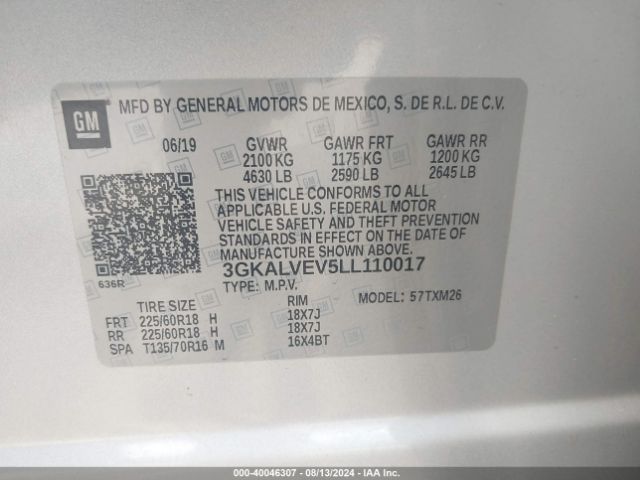 GM MFD BY GENERAL MOTORS DE MEXICO, S. DE R.L. DE C.V.
06/19 GVWR GAWR FRT GAWR RR
2100 KG 1175 KG 1200 KG
4630 LB 2590 LB 2645 LB
THIS VEHICLE CONFORMS TO ALL
APPLICABLE U.S. FEDERAL MOTOR
VEHICLE SAFETY AND THEFT PREVENTION
STANDARDS IN EFFECT ON THE DATE OF
MANUFACTURE SHOWN ABOVE.
636R 3GKALVEV5LL110017
TYPE: M.P.V. MODEL: 57TXM26
TIRE SIZE RIM
FRT 225/60R18 H 18X7J
RR 225/60R18 H 18X7J
SPA T135/70R16 M 16X4BT
000-40046307 - 08/13/2024 - IAA Inc.